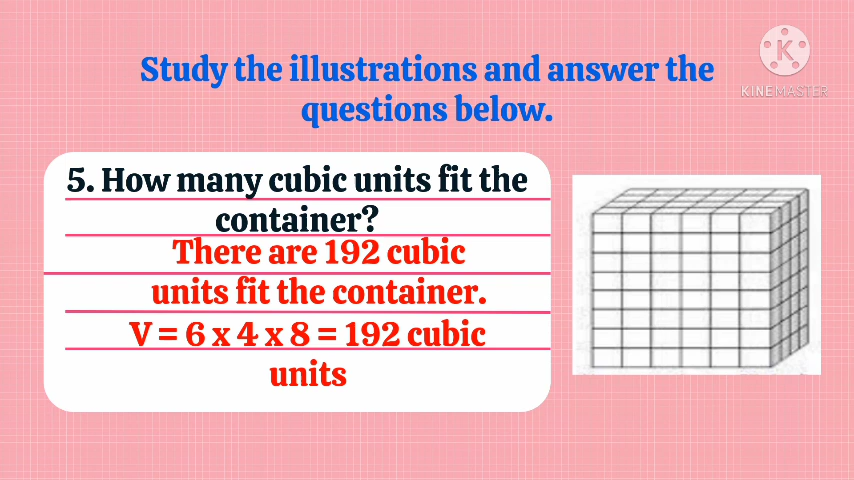 K
KINEMASTER
Study the illustrations and answer the
questions below.
5. How many cubic units fit the
container?
There are 192 cubic
units fit the container.
V = 6 x 4 x 8 = 192 cubic
units